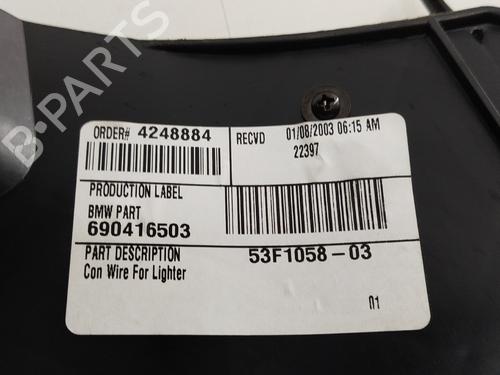 ORDER# 4248884
RECVD 01/08/2003 06:15 AM
22397
PRODUCTION LABEL
BMW PART
690416503
PART DESCRIPTION
Con Wire For Lighter
53F1058-03
01
B-PARTS